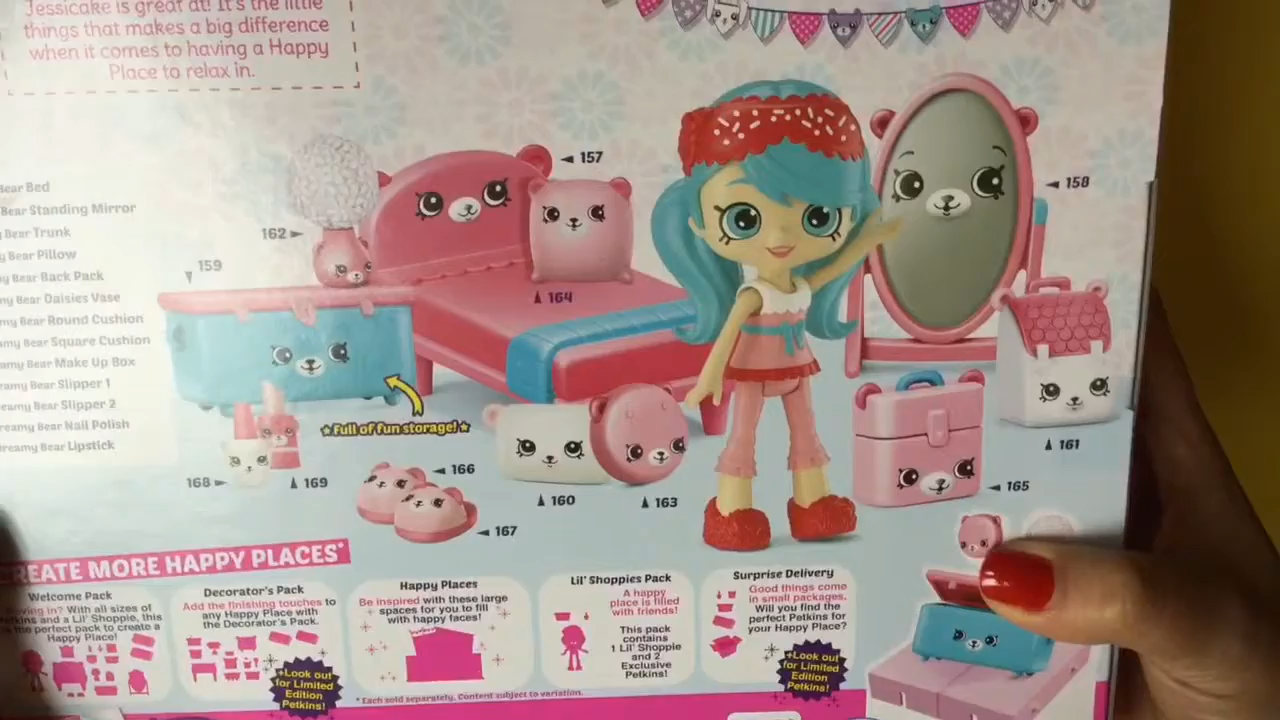 Jessicake is great at! It's the little
things that makes a big difference
when it comes to having a Happy
Place to relax in.
Bear Bed
Bear Standing Mirror
Bear Trunk
Bear Pillow
Bear Back Pack
Bear Daisies Vase
Bear Round Cushion
Bear Square Cushion
Bear Make Up Box
Bear Slipper 1
Bear Slipper 2
Dreamy Bear Nail Polish
Dreamy Bear Lipstick
157
158
162
159
164
Full of fun storage!
161
168
169
166
167
160
163
165
CREATE MORE HAPPY PLACES*
Welcome Pack
Moving in? With all sizes of
Petkins and a Lil' Shoppie, this
is the perfect pack to create a
Happy Place!
Decorator's Pack
Add the finishing touches to
any Happy Place with
the Decorator's Pack.
+Look out
for Limited
Edition
Petkins!
Happy Places
Be inspired with these large
spaces for you to fill
with happy faces!
Lil' Shoppies Pack
A happy
place is filled
with friends!
This pack
contains
1 Lil' Shoppie
and 2
Exclusive
Petkins!
Surprise Delivery
Good things come
in small packages.
Will you find the
perfect Petkins for
your Happy Place?
+Look out
for Limited
Edition
Petkins!
* Each sold separately. Content subject to variation.